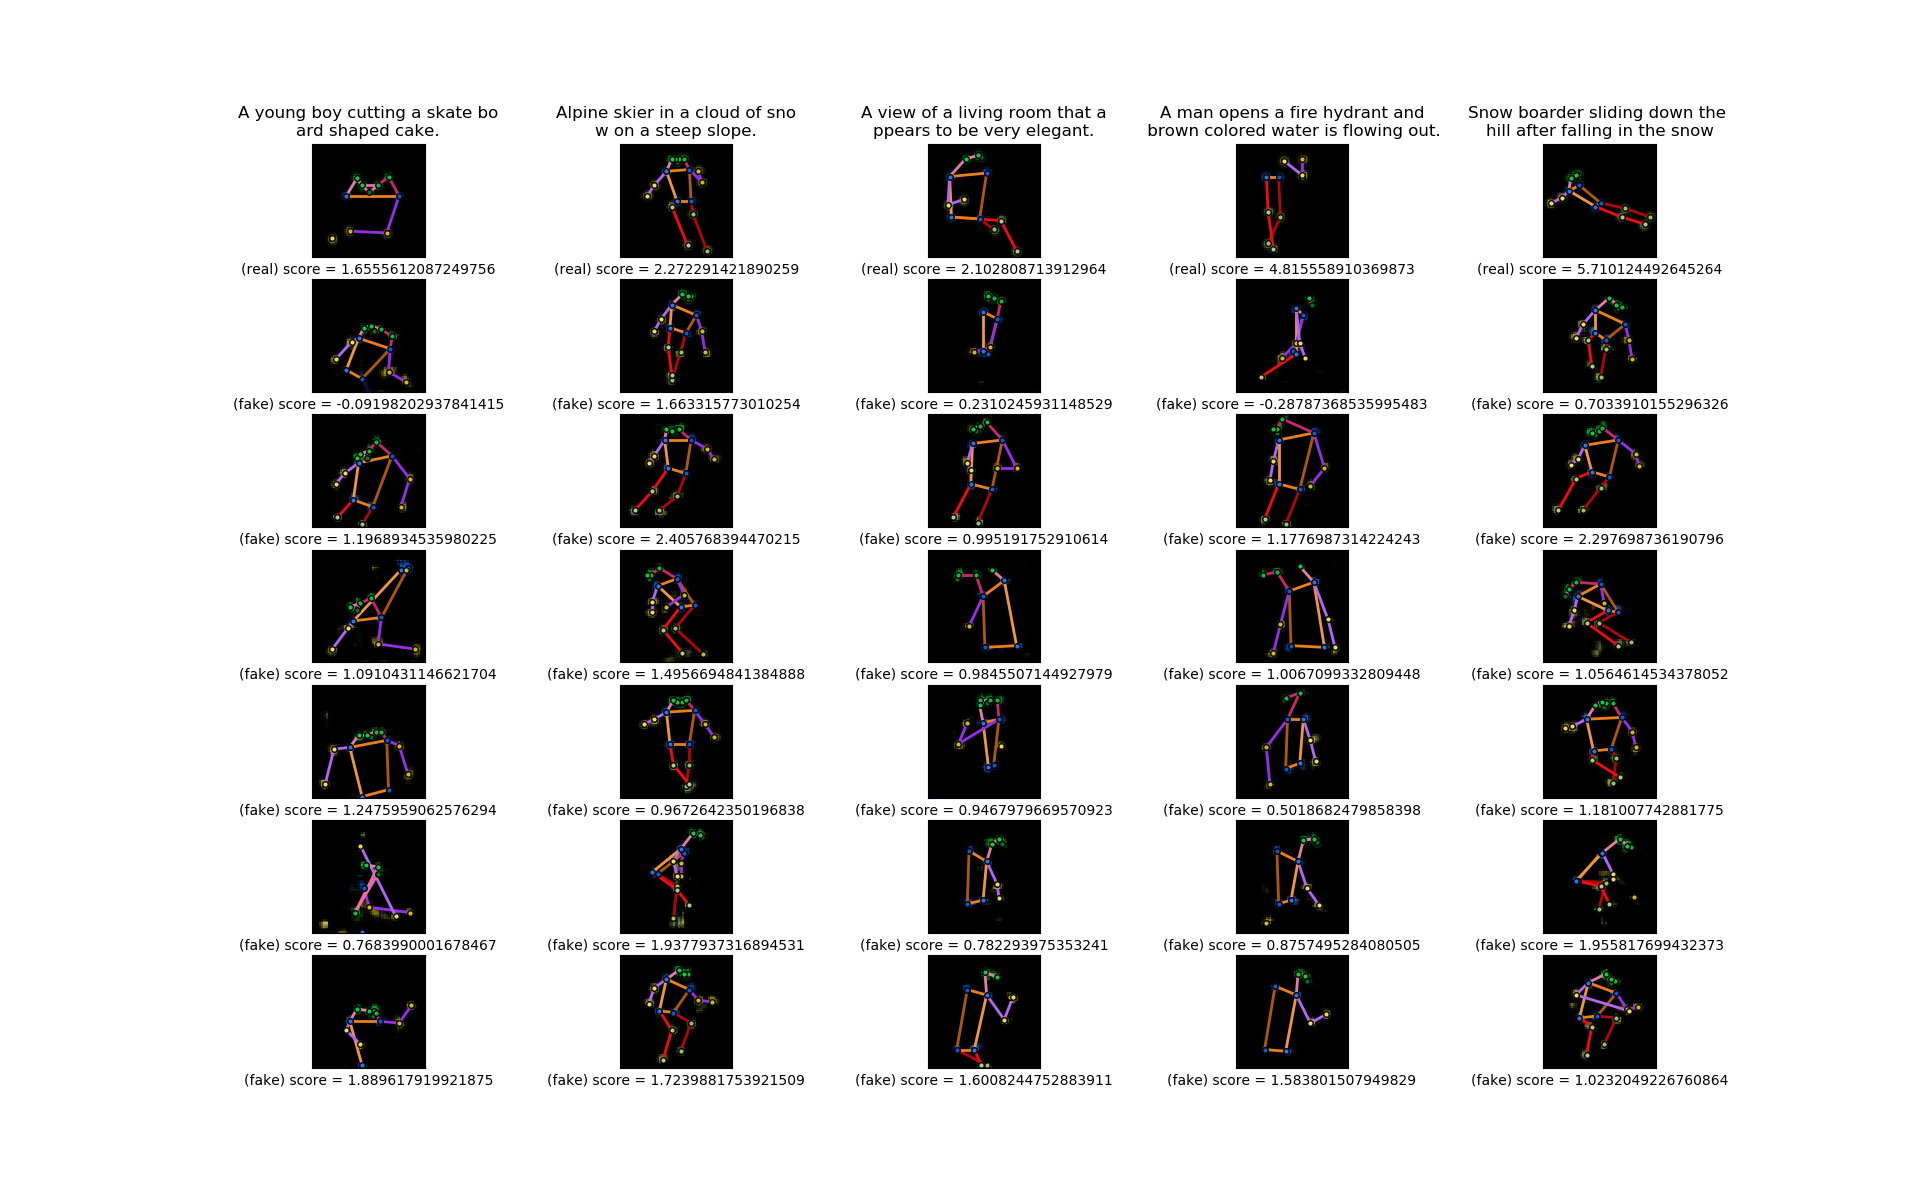 A young boy cutting a skate bo
ard shaped cake.
Alpine skier in a cloud of sno
w on a steep slope.
A view of a living room that a
ppears to be very elegant.
A man opens a fire hydrant and
brown colored water is flowing out.
Snow boarder sliding down the
hill after falling in the snow
(real) score = 1.6555612087249756
(real) score = 2.272291421890259
(real) score = 2.102808713912964
(real) score = 4.815558910369873
(real) score = 5.710124492645264
(fake) score = -0.09198202937841415
(fake) score = 1.663315773010254
(fake) score = 0.2310245931148529
(fake) score = -0.28787368535995483
(fake) score = 0.7033910155296326
(fake) score = 1.1968934535980225
(fake) score = 2.405768394470215
(fake) score = 0.995191752910614
(fake) score = 1.1776987314224243
(fake) score = 2.297698736190796
(fake) score = 1.0910431146621704
(fake) score = 1.4956694841384888
(fake) score = 0.9845507144927979
(fake) score = 1.0067099332809448
(fake) score = 1.0564614534378052
(fake) score = 1.2475959062576294
(fake) score = 0.9672642350196838
(fake) score = 0.9467979669570923
(fake) score = 0.5018682479858398
(fake) score = 1.181007742881775
(fake) score = 0.7683990001678467
(fake) score = 1.9377937316894531
(fake) score = 0.782293975353241
(fake) score = 0.8757495284080505
(fake) score = 1.955817699432373
(fake) score = 1.889617919921875
(fake) score = 1.7239881753921509
(fake) score = 1.6008244752883911
(fake) score = 1.583801507949829
(fake) score = 1.0232049226760864